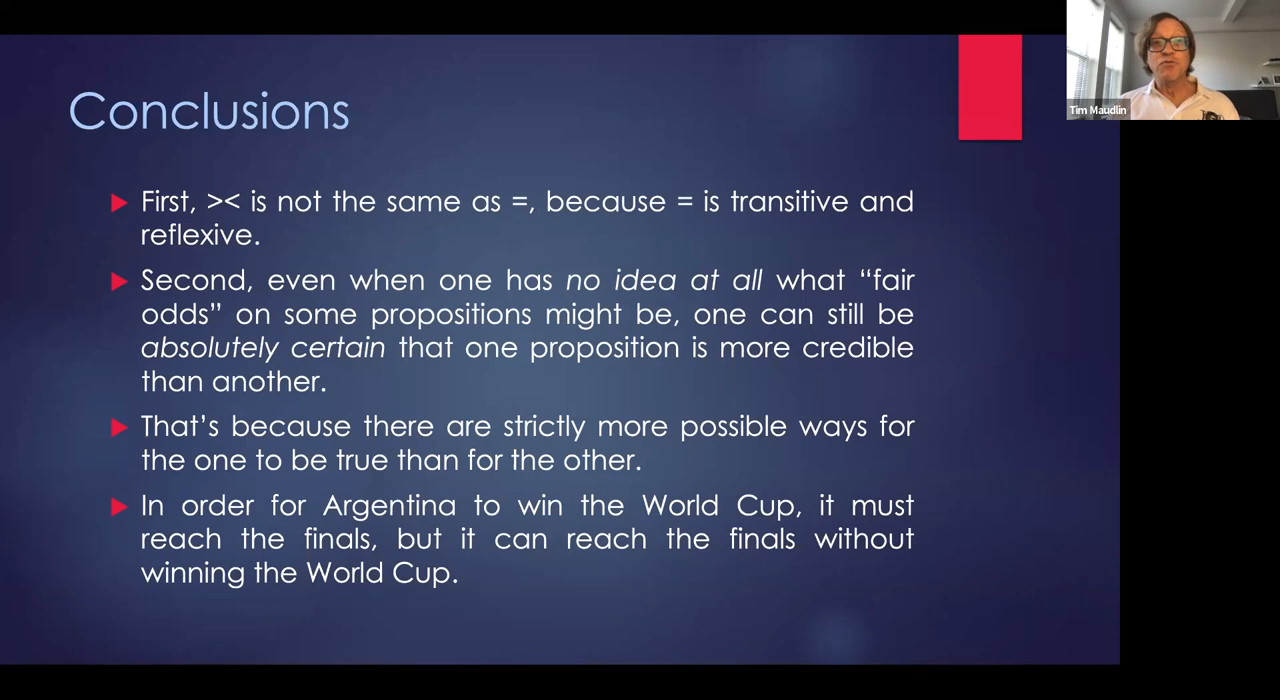 Tim Maudlin
Conclusions
First, >< is not the same as =, because = is transitive and
reflexive.
Second, even when one has no idea at all what “fair
odds” on some propositions might be, one can still be
absolutely certain that one proposition is more credible
than another.
That’s because there are strictly more possible ways for
the one to be true than for the other.
In order for Argentina to win the World Cup, it must
reach the finals, but it can reach the finals without
winning the World Cup.